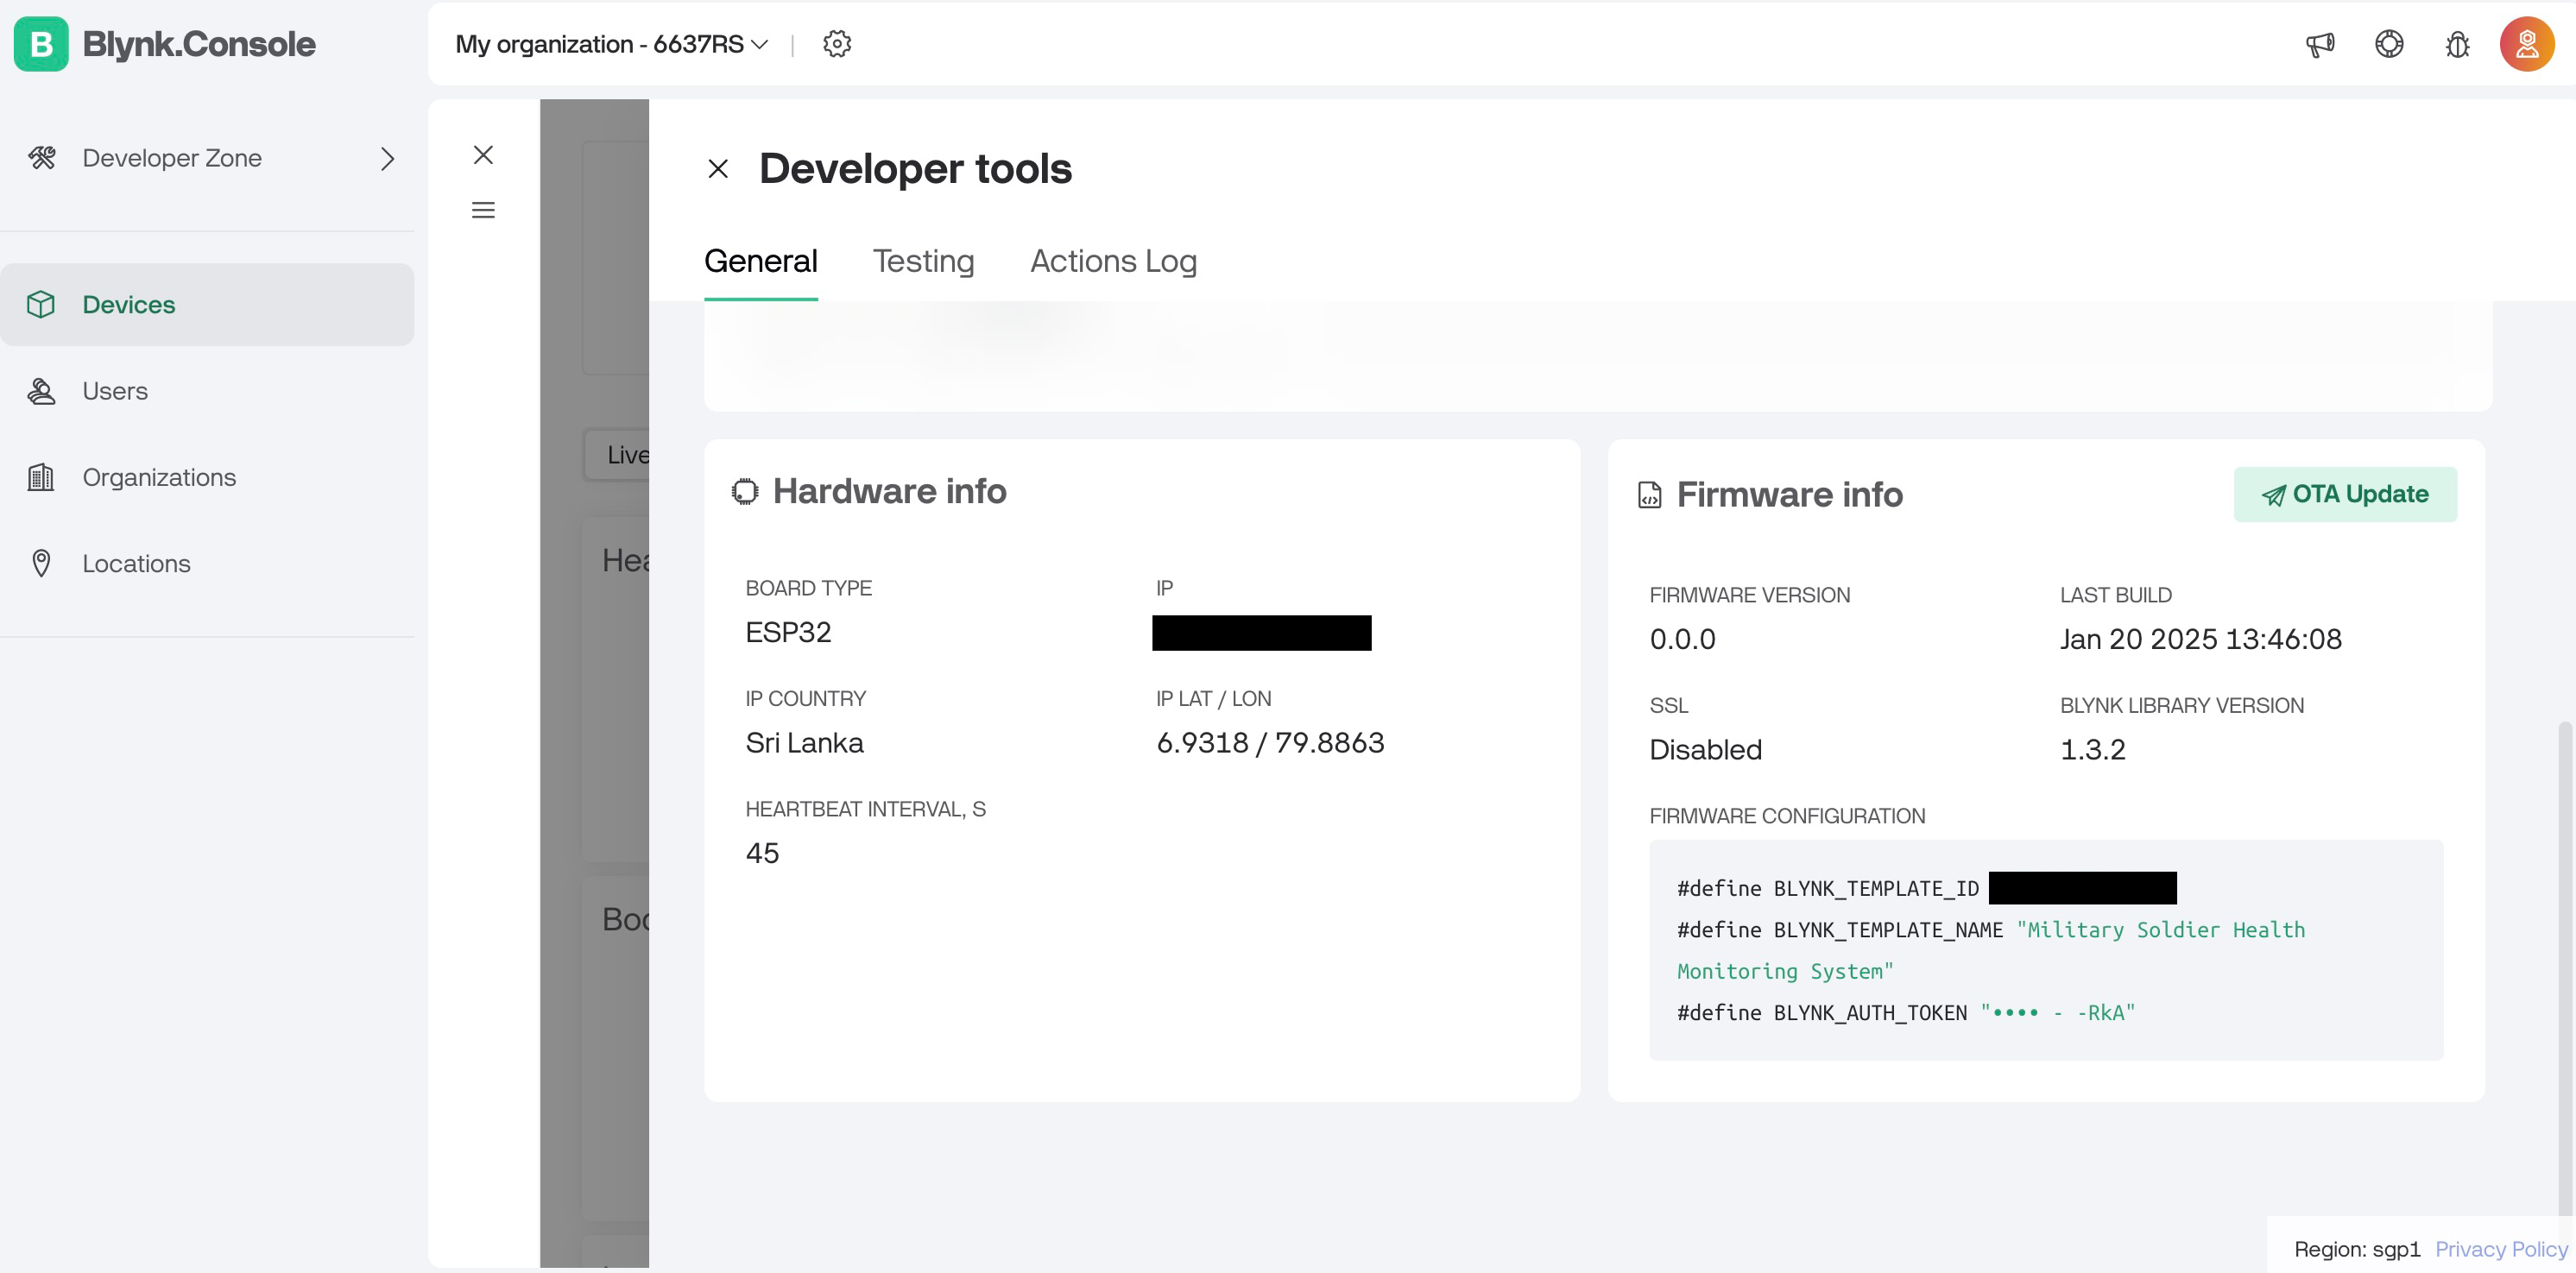 B Blynk.Console
My organization - 6637RS
Developer Zone
Devices
Users
Organizations
Locations
Live
Hea
Bod
Developer tools
General Testing Actions Log
Hardware info
BOARD TYPE IP
ESP32
IP COUNTRY IP LAT / LON
Sri Lanka 6.9318 / 79.8863
HEARTBEAT INTERVAL, S
45
Firmware info OTA Update
FIRMWARE VERSION LAST BUILD
0.0.0 Jan 20 2025 13:46:08
SSL BLYNK LIBRARY VERSION
Disabled 1.3.2
FIRMWARE CONFIGURATION
#define BLYNK_TEMPLATE_ID
#define BLYNK_TEMPLATE_NAME "Military Soldier Health
Monitoring System"
#define BLYNK_AUTH_TOKEN "•••• - -RkA"
Region: sgp1 Privacy Policy